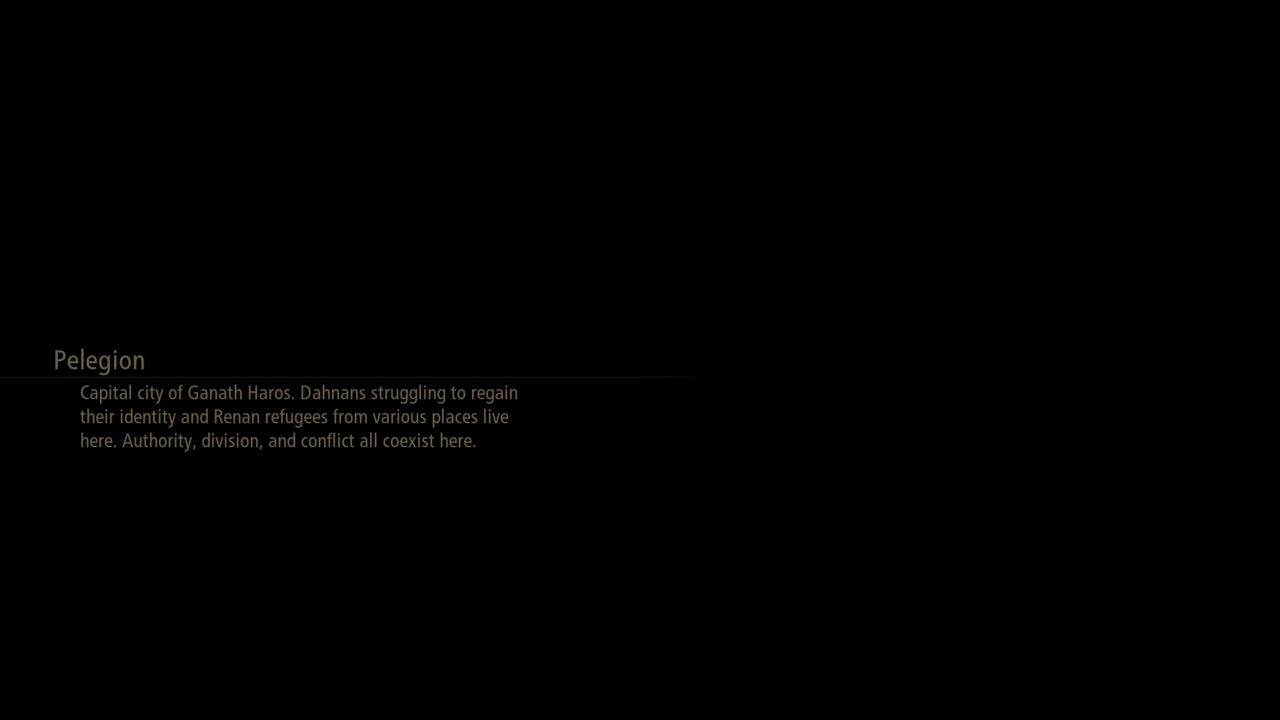 Pelegion
Capital city of Ganath Haros. Dahnans struggling to regain
their identity and Renan refugees from various places live
here. Authority, division, and conflict all coexist here.